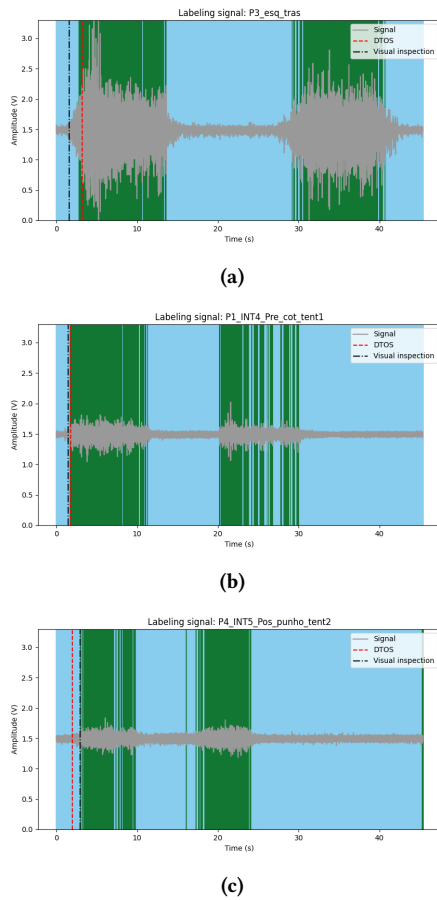 Labeling signal: P3_esq_tras
3.0
2.5
2.0
1.5
1.0
0.5
0.0
Amplitude (V)
Signal
DTOS
Visual inspection
0 10 20 30 40
Time (s)
(a)
Labeling signal: P1_INT4_Pre_cot_tent1
3.0
2.5
2.0
1.5
1.0
0.5
0.0
Amplitude (V)
Signal
DTOS
Visual inspection
0 10 20 30 40
Time (s)
(b)
Labeling signal: P4_INT5_Pos_punho_tent2
3.0
2.5
2.0
1.5
1.0
0.5
0.0
Amplitude (V)
Signal
DTOS
Visual inspection
0 10 20 30 40
Time (s)
(c)